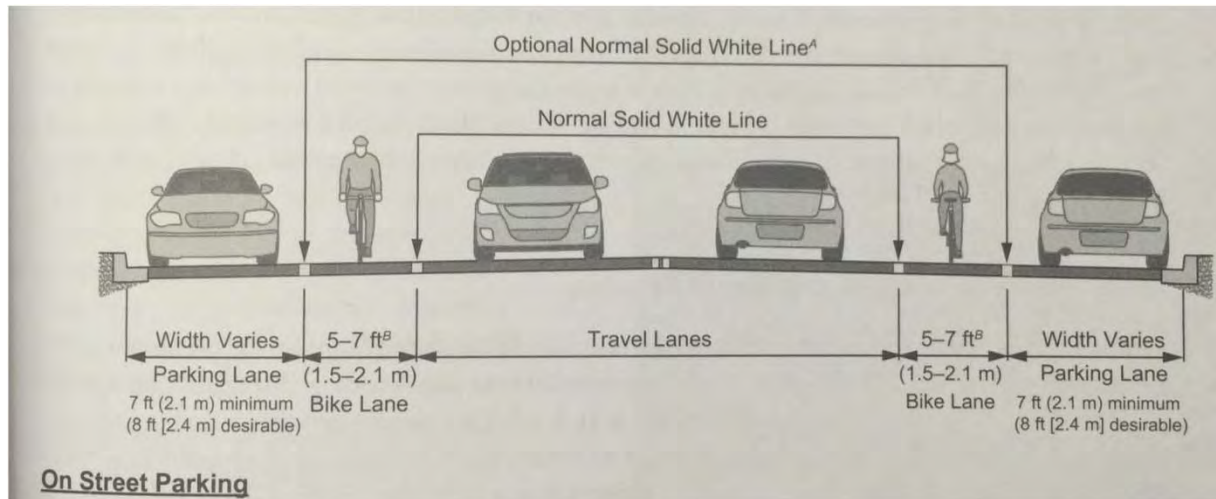 Optional Normal Solid White Lineᴬ
Normal Solid White Line
Width Varies
Parking Lane
7 ft (2.1 m) minimum
(8 ft [2.4 m] desirable)
5–7 ftᴮ
(1.5–2.1 m)
Bike Lane
Travel Lanes
5–7 ftᴮ
(1.5–2.1 m)
Bike Lane
Width Varies
Parking Lane
7 ft (2.1 m) minimum
(8 ft [2.4 m] desirable)
On Street Parking